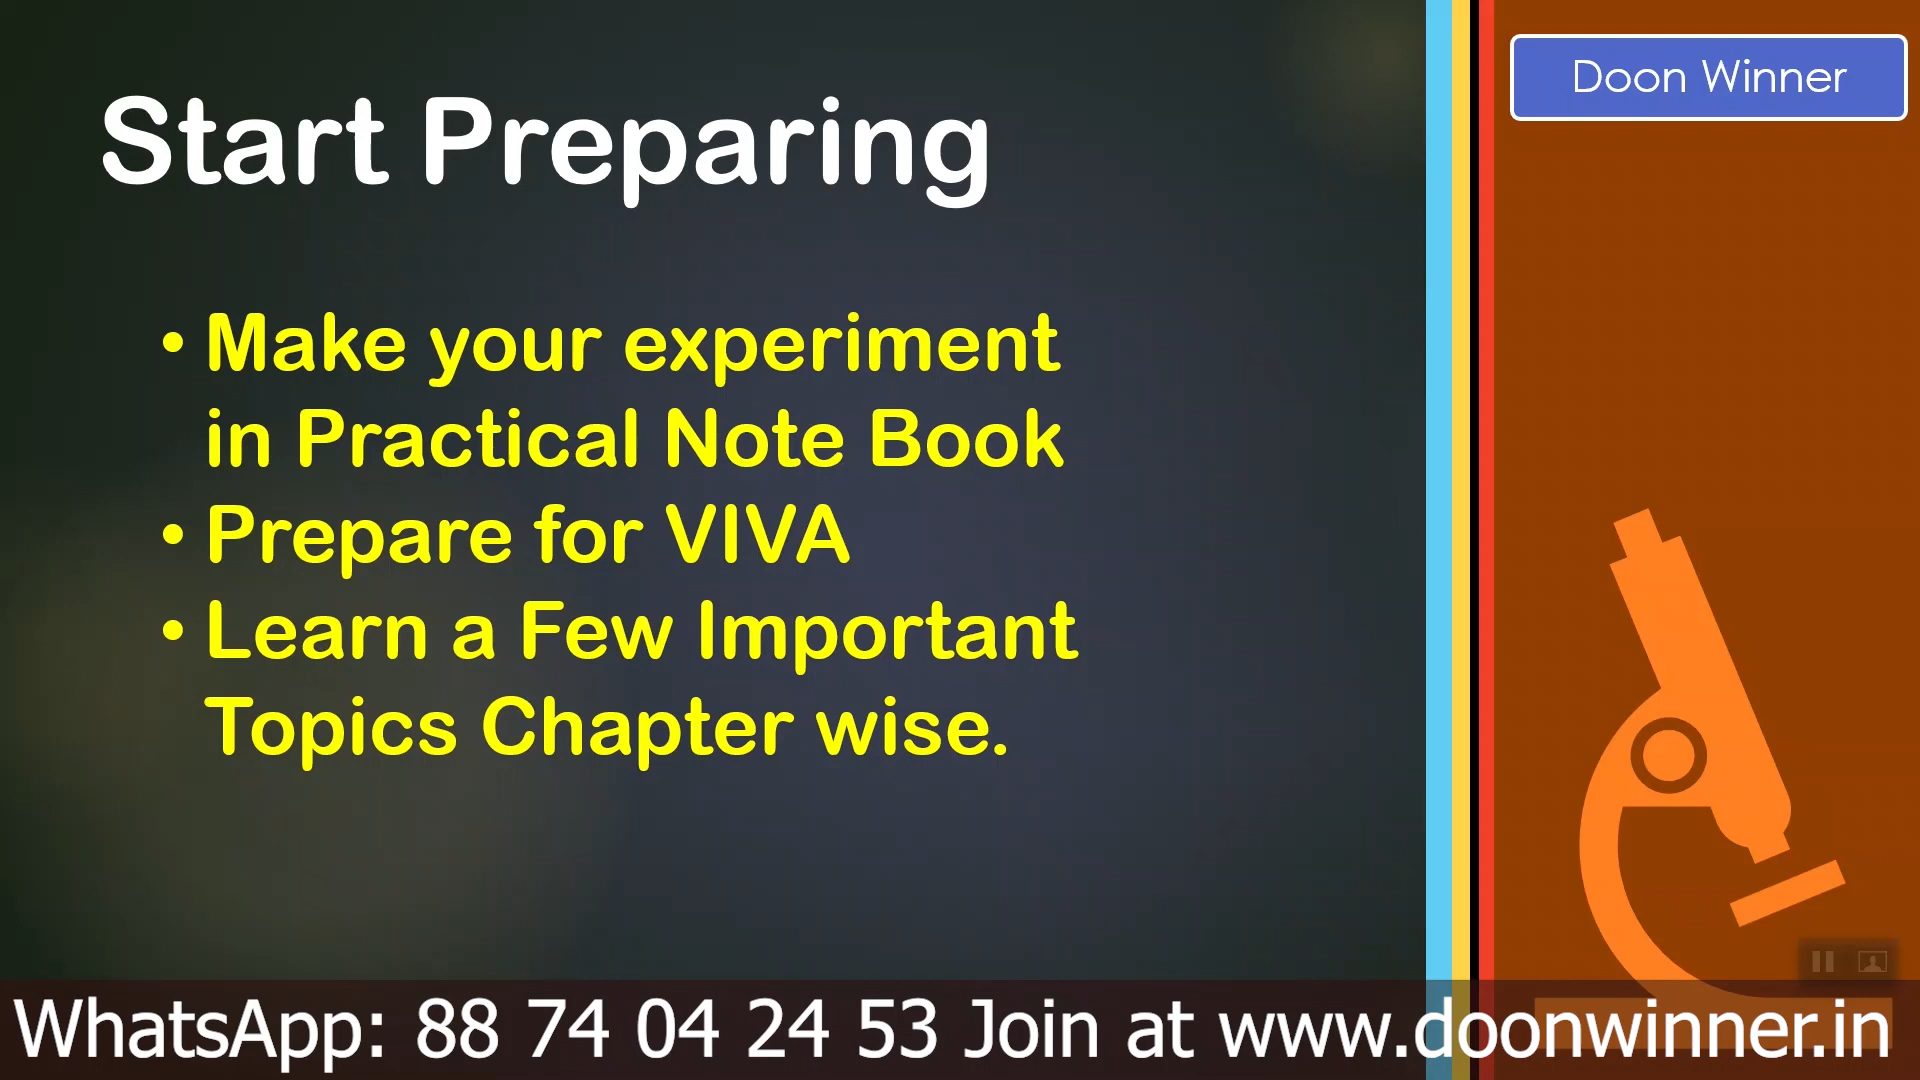 Doon Winner
Start Preparing
• Make your experiment
in Practical Note Book
• Prepare for VIVA
• Learn a Few Important
Topics Chapter wise.
WhatsApp: 88 74 04 24 53 Join at www.doonwinner.in